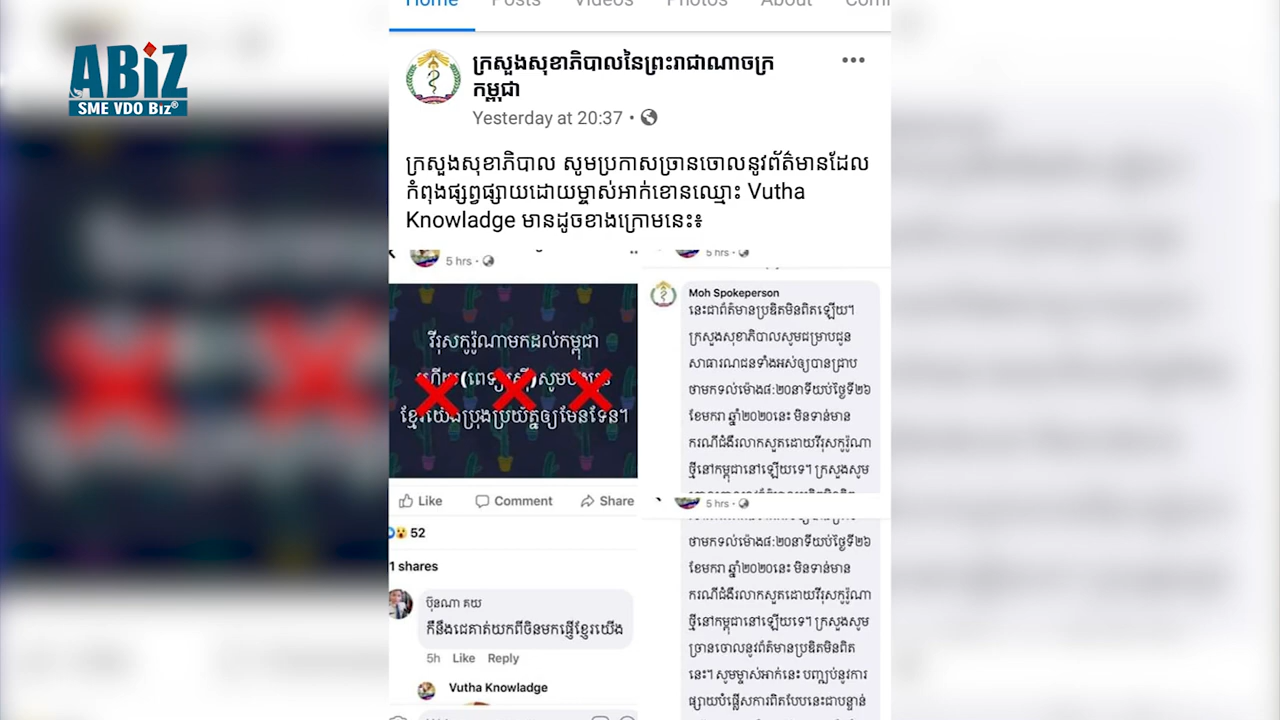 Home Posts Videos Photos About
ABiZ
SME VDO Biz®
ក្រសួងសុខាភិបាលនៃព្រះរាជាណាចក្រ
កម្ពុជា
Yesterday at 20:37
ក្រសួងសុខាភិបាល សូមប្រកាសច្រានចោលនូវព័ត៌មានដែល
កំពុងផ្សព្វផ្សាយដោយម្ចាស់អាក់ខោនឈ្មោះ Vutha
Knowladge មានដូចខាងក្រោមនេះ៖
5 hrs
វីរុសកូរ៉ូណាមកដល់កម្ពុជា
ខ្មែរយើងប្រុងប្រយ័ត្នឲ្យមែនទែន។
Like Comment Share
52
1 shares
ប៊ុនណា គយ
កឺនឹងជេគាត់យកពីចិនមកផ្ញើខ្ញែរយើង
5h Like Reply
Vutha Knowladge
5 hrs
Moh Spokeperson
នេះជាព័ត៌មានប្រឌិតមិនពិតឡើយ។
ក្រសួងសុខាភិបាលសូមជម្រាបជូន
សាធារណជនទាំងអស់ឲ្យបានជ្រាប
ថាមកទល់ម៉ោង៨:២០នាទីយប់ថ្ងៃទី២៦
ខែមករា ឆ្នាំ២០២០នេះ មិនទាន់មាន
ករណីជំងឺរលាកសួតដោយវីរុសកូរ៉ូណា
ថ្មីនៅកម្ពុជានៅឡើយទេ។ ក្រសួងសូម
5 hrs
ថាមកទល់ម៉ោង៨:២០នាទីយប់ថ្ងៃទី២៦
ខែមករា ឆ្នាំ២០២០នេះ មិនទាន់មាន
ករណីជំងឺរលាកសួតដោយវីរុសកូរ៉ូណា
ថ្មីនៅកម្ពុជានៅឡើយទេ។ ក្រសួងសូម
ច្រានចោលនូវព័ត៌មានប្រឌិតមិនពិត
នេះ។ សូមម្ចាស់អាក់នេះ បញ្ឈប់នូវការ
ផ្សាយបំផ្លើសការពិតបែបនេះជាបន្ទាន់